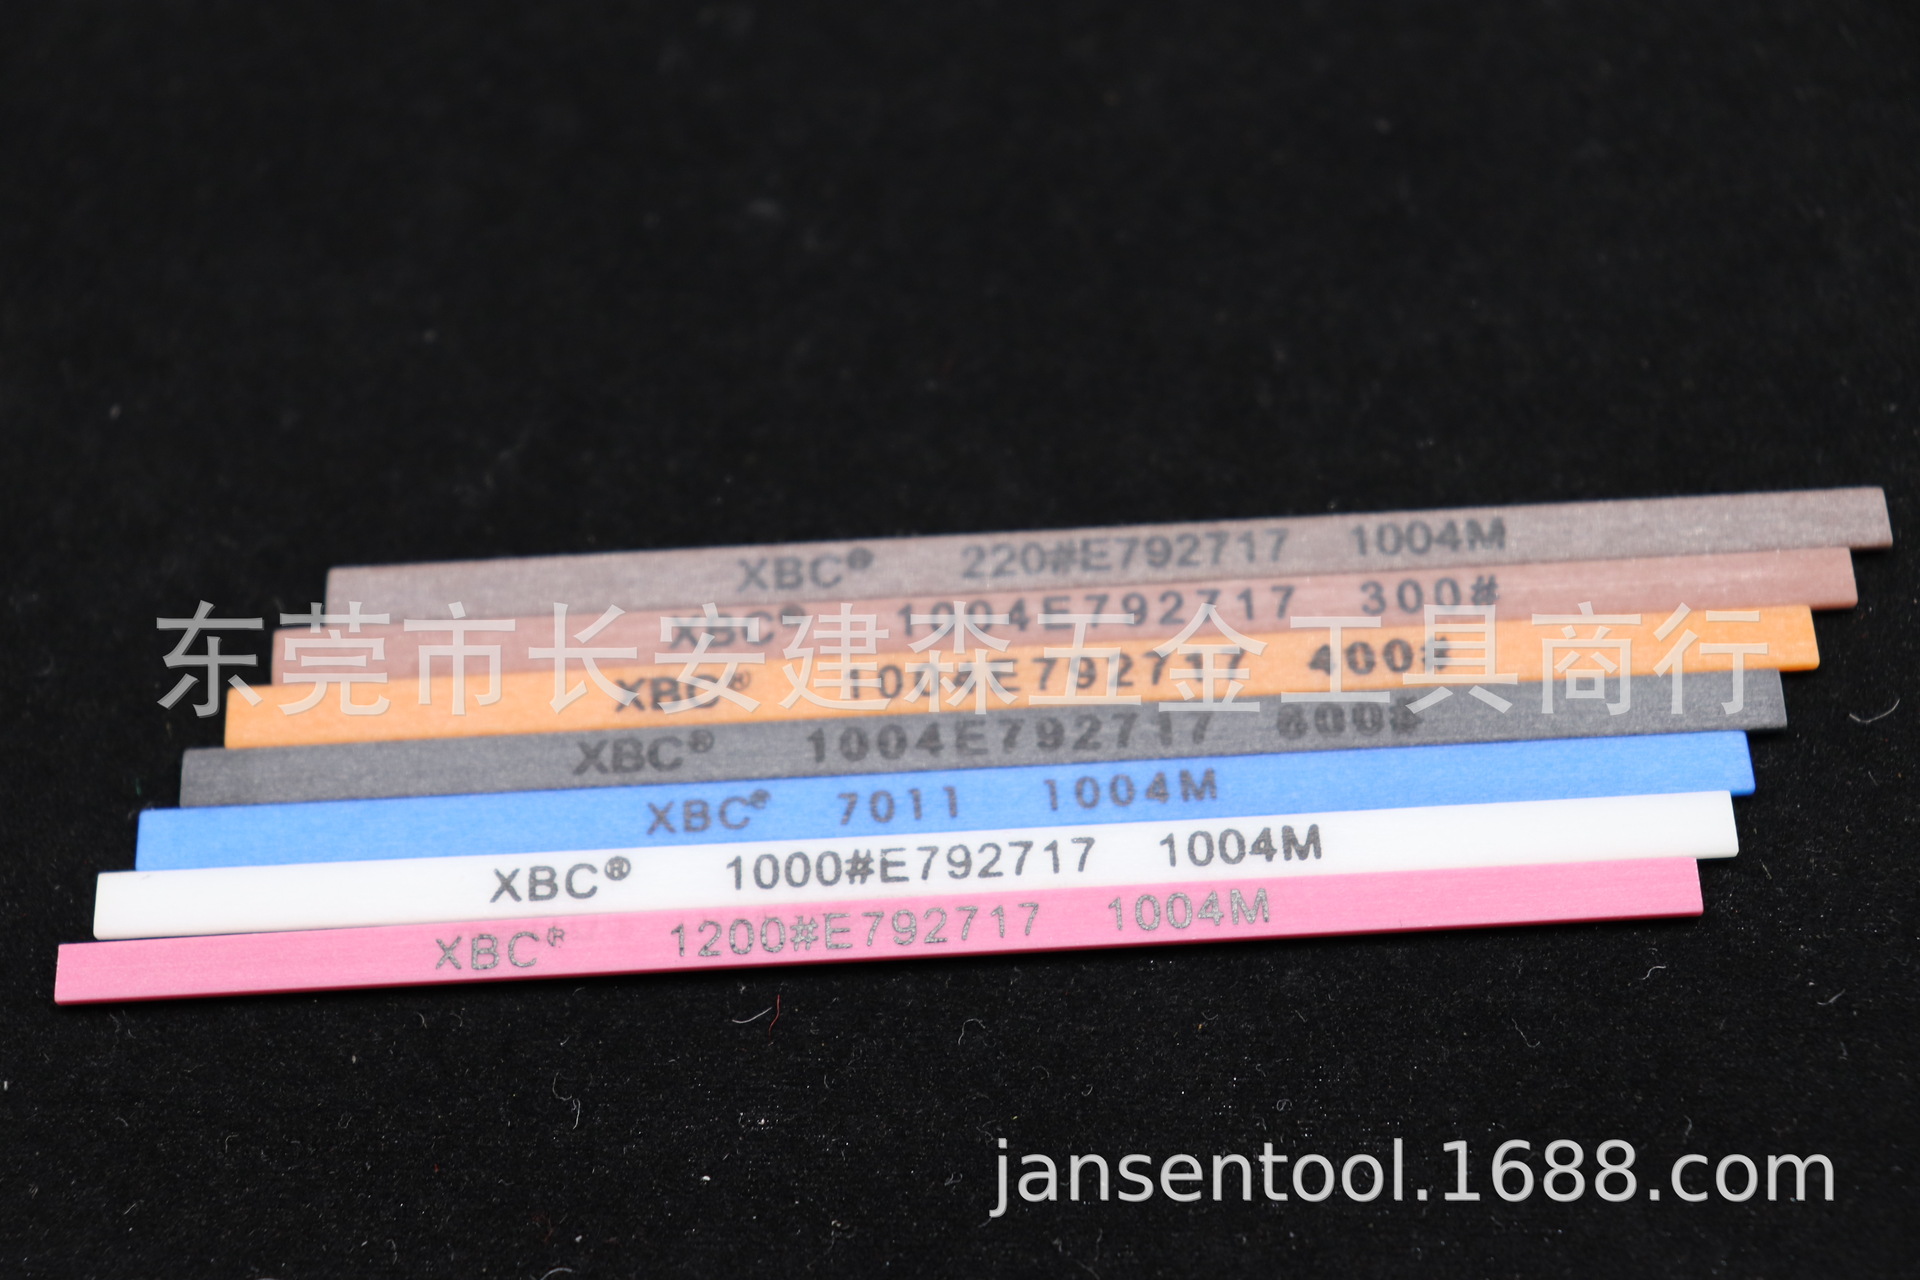 XBC® 220#E792717 1004M
XBC® 1004E792717 300#
东莞市长安建森五金工具商行
XBC® 1004E792717 400#
XBC® 1004E792717 600#
XBC® 7011 1004M
XBC® 1000#E792717 1004M
XBC® 1200#E792717 1004M
jansentool.1688.com